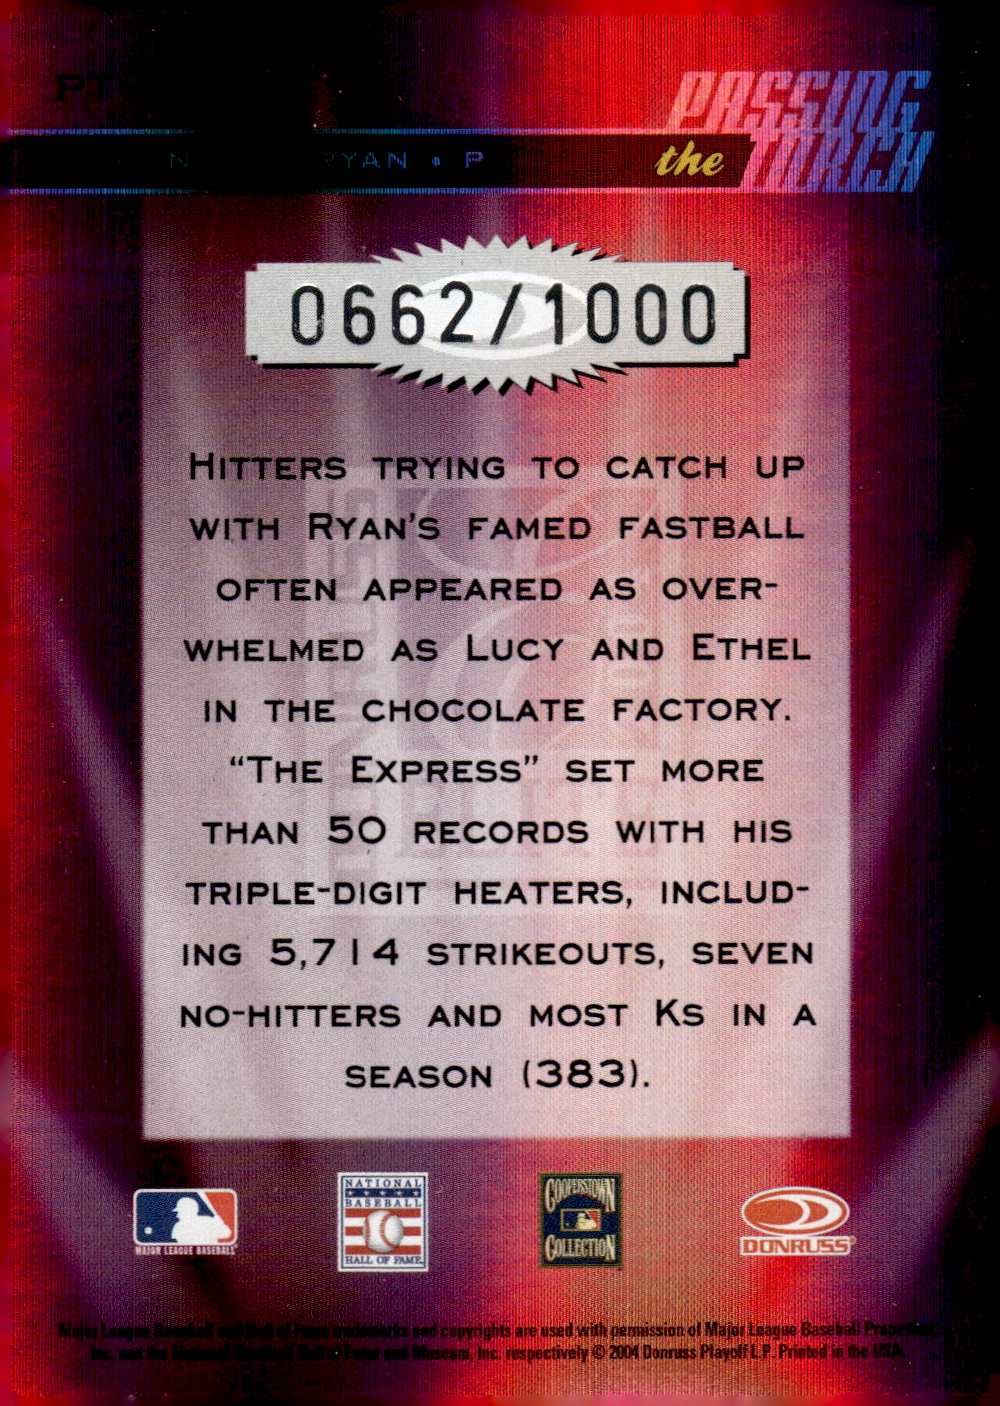 PT
PASSING
the
TORCH
N RYAN • P
0662/1000
HITTERS TRYING TO CATCH UP
WITH RYAN'S FAMED FASTBALL
OFTEN APPEARED AS OVER-
WHELMED AS LUCY AND ETHEL
IN THE CHOCOLATE FACTORY.
“THE EXPRESS” SET MORE
THAN 50 RECORDS WITH HIS
TRIPLE-DIGIT HEATERS, INCLUD-
ING 5,714 STRIKEOUTS, SEVEN
NO-HITTERS AND MOST KS IN A
SEASON (383).
MAJOR LEAGUE BASEBALL
NATIONAL
BASEBALL
HALL OF FAME
COOPERSTOWN
COLLECTION
DONRUSS®
Major League Baseball and Hall of Fame trademarks and copyrights are used with permission of Major League Baseball Properties,
Inc. and the National Baseball Hall of Fame and Museum, Inc. respectively © 2004 Donruss Playoff L.P. Printed in the USA.